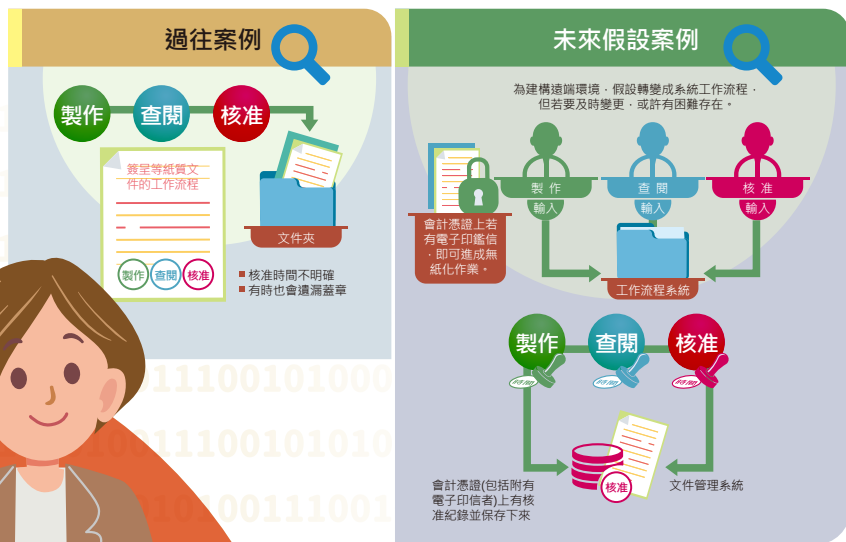 過往案例
製作 查閱 核准
簽呈等紙質文
件的工作流程
製作 查閱 核准
文件夾
■核准時間不明確
■有時也會遺漏蓋章
未來假設案例
為建構遠端環境，假設轉變成系統工作流程，
但若要及時變更，或許有困難存在。
製作 查閱 核准
輸入 輸入 輸入
會計憑證上若
有電子印鑑信
，即可進成無
紙化作業。
工作流程系統
製作 查閱 核准
時間 時間 時間
核准
會計憑證(包括附有
電子印信者)上有核
准紀錄並保存下來
文件管理系統
011100101000
100111001010100
101010011100